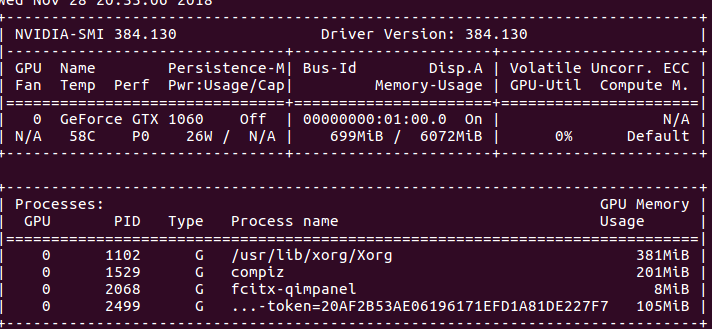 Wed Nov 28 20:35:06 2018
+-----------------------------------------------------------------------------+
| NVIDIA-SMI 384.130                Driver Version: 384.130                   |
|-------------------------------+----------------------+----------------------+
| GPU  Name        Persistence-M| Bus-Id        Disp.A | Volatile Uncorr. ECC |
| Fan  Temp  Perf  Pwr:Usage/Cap|         Memory-Usage | GPU-Util  Compute M. |
|===============================+======================+======================|
|   0  GeForce GTX 1060    Off  | 00000000:01:00.0  On |                  N/A |
| N/A   58C    P0    26W /  N/A |    699MiB /  6072MiB |      0%      Default |
+-------------------------------+----------------------+----------------------+
+-----------------------------------------------------------------------------+
| Processes:                                                       GPU Memory |
|  GPU       PID   Type   Process name                             Usage      |
|=============================================================================|
|    0      1102      G   /usr/lib/xorg/Xorg                           381MiB |
|    0      1529      G   compiz                                       201MiB |
|    0      2068      G   fcitx-qimpanel                                 8MiB |
|    0      2499      G   ...-token=20AF2B53AE06196171EFD1A81DE227F7   105MiB |
+-----------------------------------------------------------------------------+